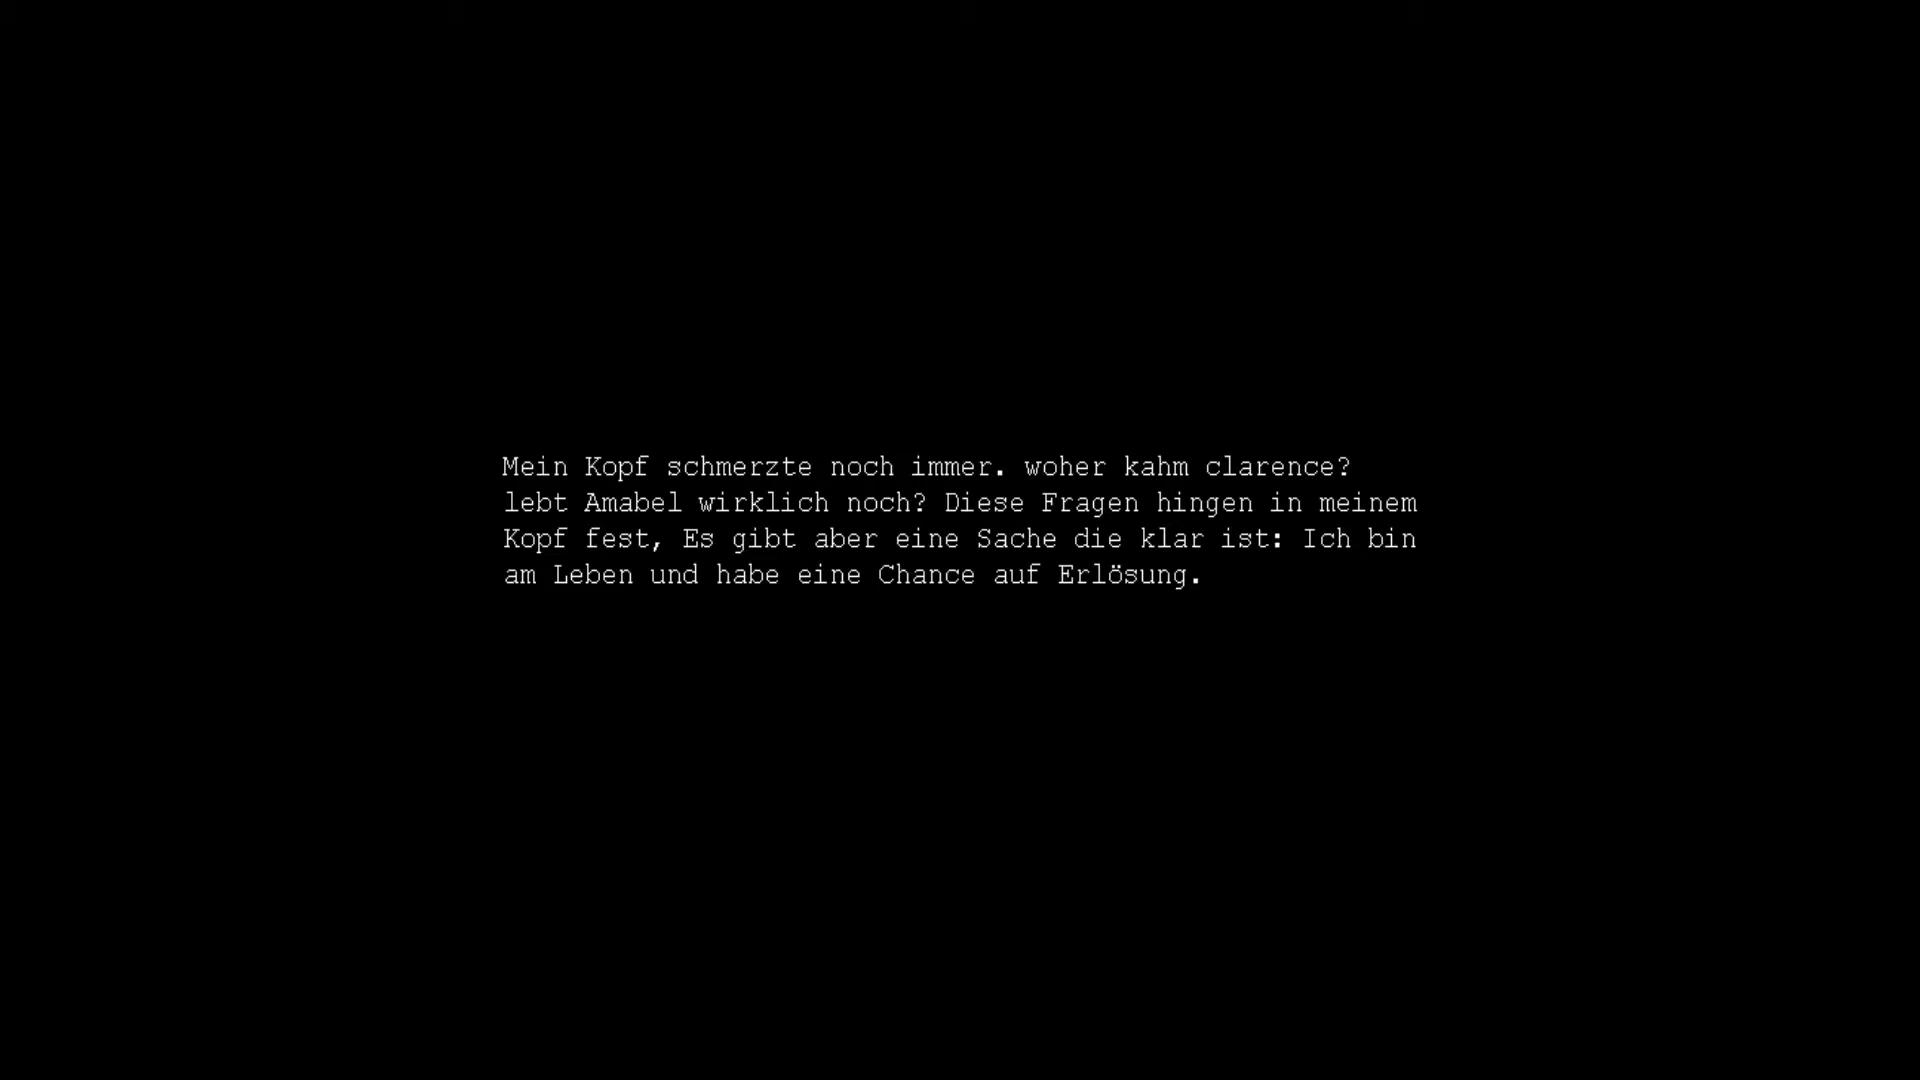 Mein Kopf schmerzte noch immer. woher kahm clarence?
lebt Amabel wirklich noch? Diese Fragen hingen in meinem
Kopf fest, Es gibt aber eine Sache die klar ist: Ich bin
am Leben und habe eine Chance auf Erlösung.